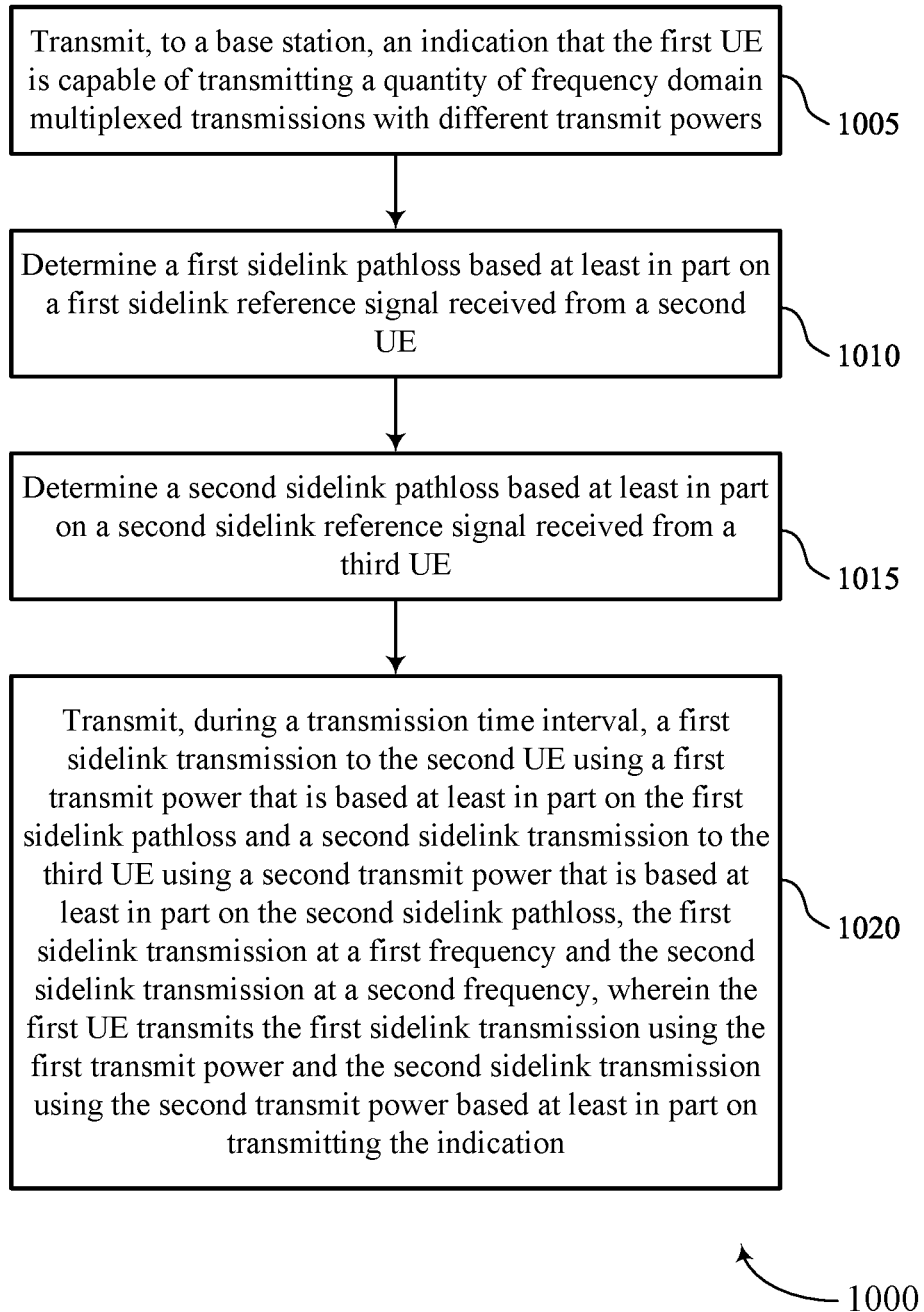 Transmit, to a base station, an indication that the first UE
is capable of transmitting a quantity of frequency domain
multiplexed transmissions with different transmit powers
1005
Determine a first sidelink pathloss based at least in part on
a first sidelink reference signal received from a second
UE
1010
Determine a second sidelink pathloss based at least in part
on a second sidelink reference signal received from a
third UE
1015
Transmit, during a transmission time interval, a first
sidelink transmission to the second UE using a first
transmit power that is based at least in part on the first
sidelink pathloss and a second sidelink transmission to the
third UE using a second transmit power that is based at
least in part on the second sidelink pathloss, the first
sidelink transmission at a first frequency and the second
sidelink transmission at a second frequency, wherein the
first UE transmits the first sidelink transmission using the
first transmit power and the second sidelink transmission
using the second transmit power based at least in part on
transmitting the indication
1020
1000